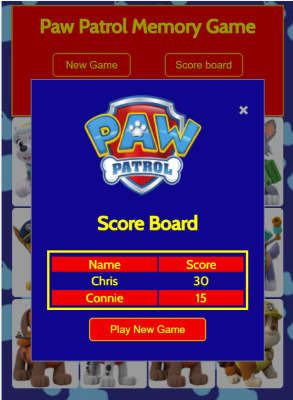 Paw Patrol Memory Game
New Game Score board
×
PAW
PATROL
Score Board
Name Score
Chris 30
Connie 15
Play New Game